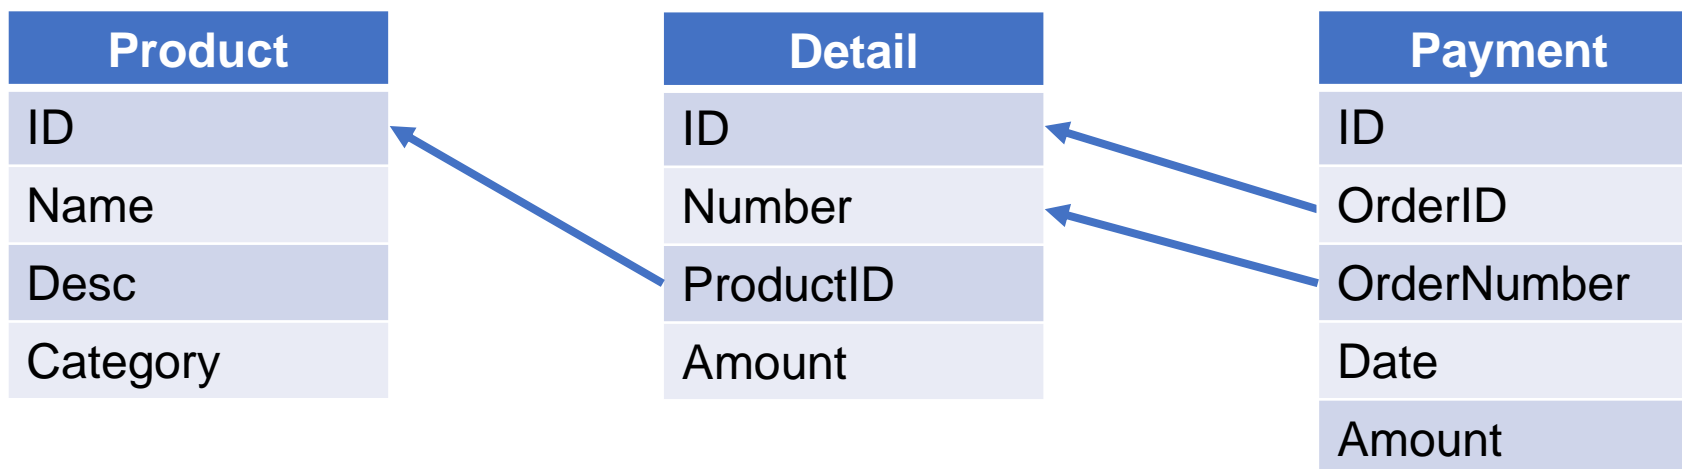 Product
ID
Name
Desc
Category
Detail
ID
Number
ProductID
Amount
Payment
ID
OrderID
OrderNumber
Date
Amount